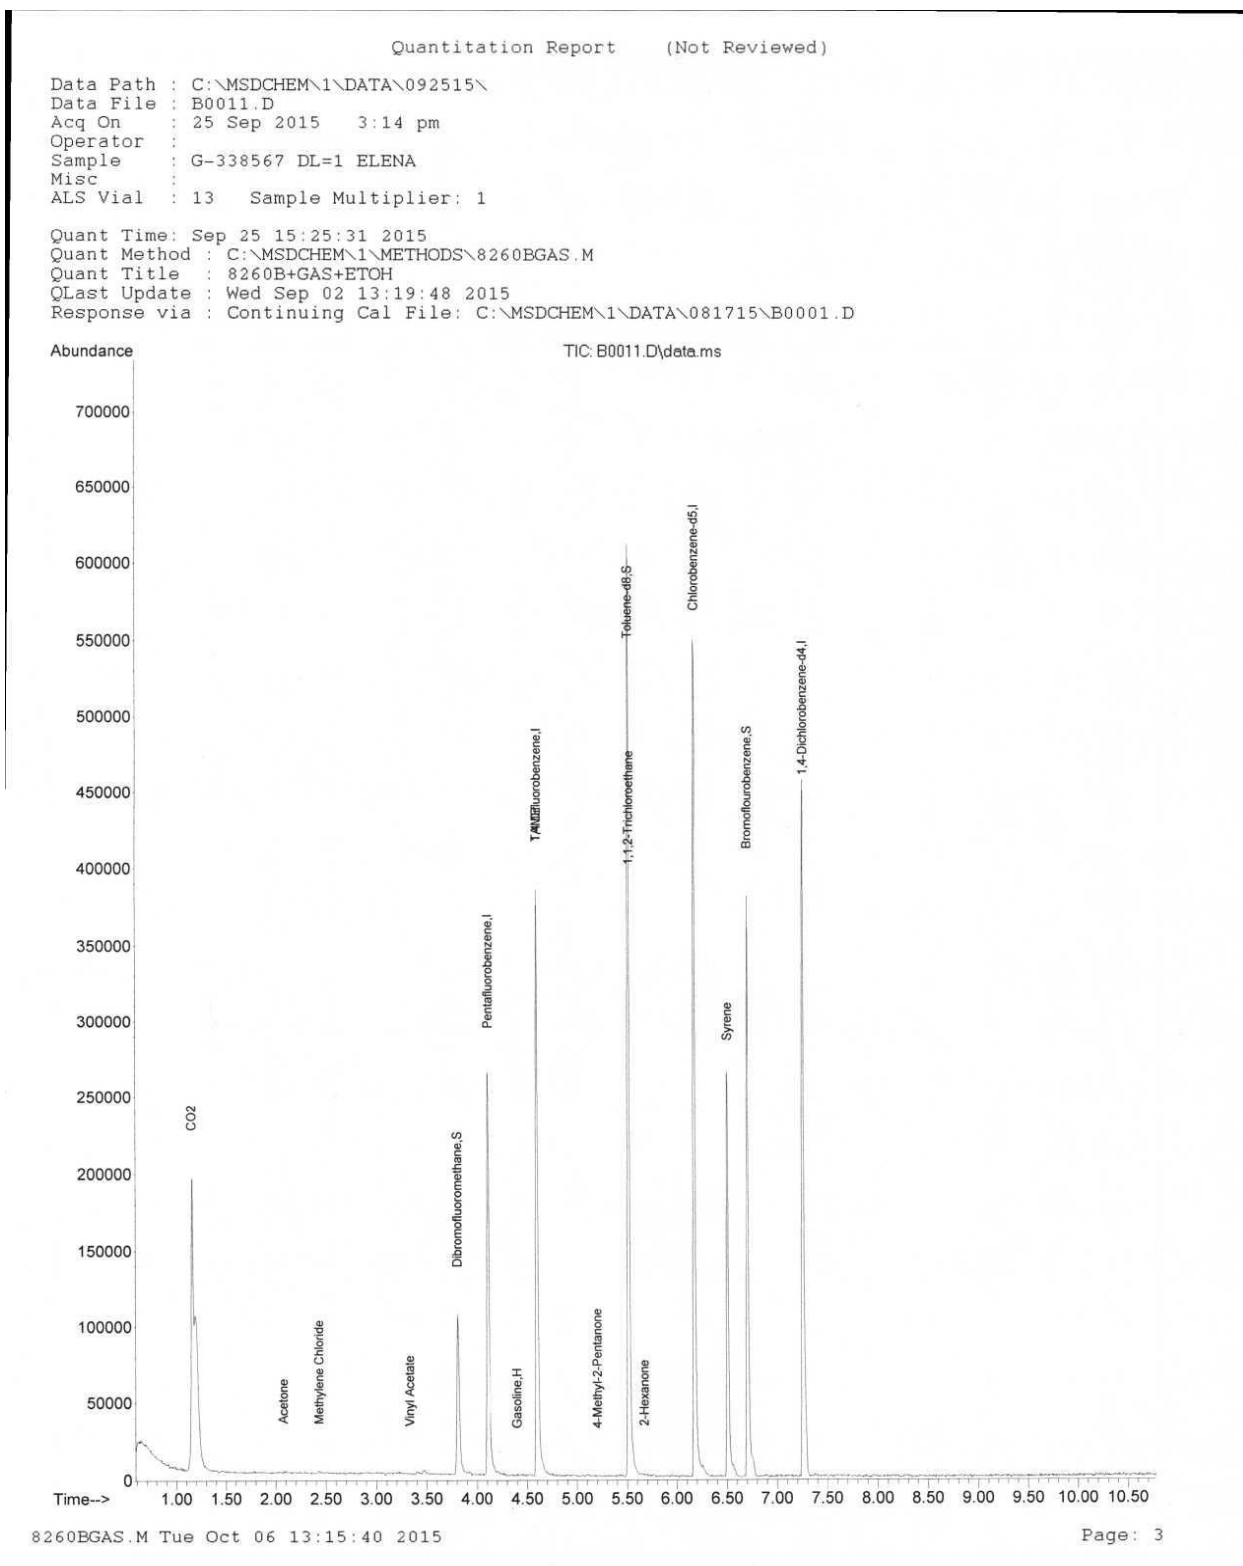 Quantitation Report (Not Reviewed)
Data Path : C:\MSDCHEM\1\DATA\092515\
Data File : B0011.D
Acq On : 25 Sep 2015 3:14 pm
Operator :
Sample : G-338567 DL=1 ELENA
Misc :
ALS Vial : 13 Sample Multiplier: 1
Quant Time: Sep 25 15:25:31 2015
Quant Method : C:\MSDCHEM\1\METHODS\8260BGAS.M
Quant Title : 8260B+GAS+ETOH
QLast Update : Wed Sep 02 13:19:48 2015
Response via : Continuing Cal File: C:\MSDCHEM\1\DATA\081715\B0001.D
Abundance
TIC: B0011.D\data.ms
700000
650000
600000
550000
500000
450000
400000
350000
300000
250000
200000
150000
100000
50000
0
CO2
Acetone
Methylene Chloride
Vinyl Acetate
Dibromofluoromethane,S
Pentafluorobenzene,I
Gasoline,H
4-Methyl-2-Pentanone
Toluene-d8,S
1,1,2-Trichloroethane
2-Hexanone
Chlorobenzene-d5,I
Syrene
Bromoflourobenzene,S
1,4-Dichlorobenzene-d4,I
Time--> 1.00 1.50 2.00 2.50 3.00 3.50 4.00 4.50 5.00 5.50 6.00 6.50 7.00 7.50 8.00 8.50 9.00 9.50 10.00 10.50
8260BGAS.M Tue Oct 06 13:15:40 2015 Page: 3